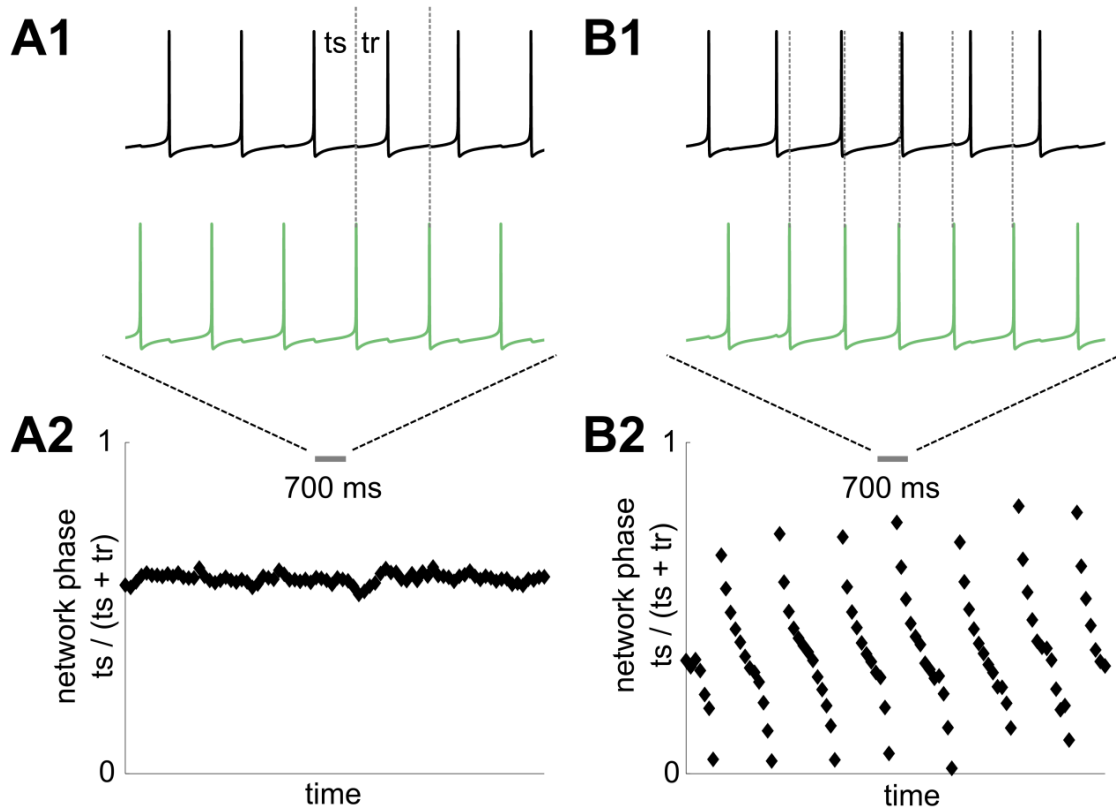 A1
ts tr
B1
A2
1
700 ms
network phase
ts / (ts + tr)
0
time
B2
1
700 ms
network phase
ts / (ts + tr)
0
time